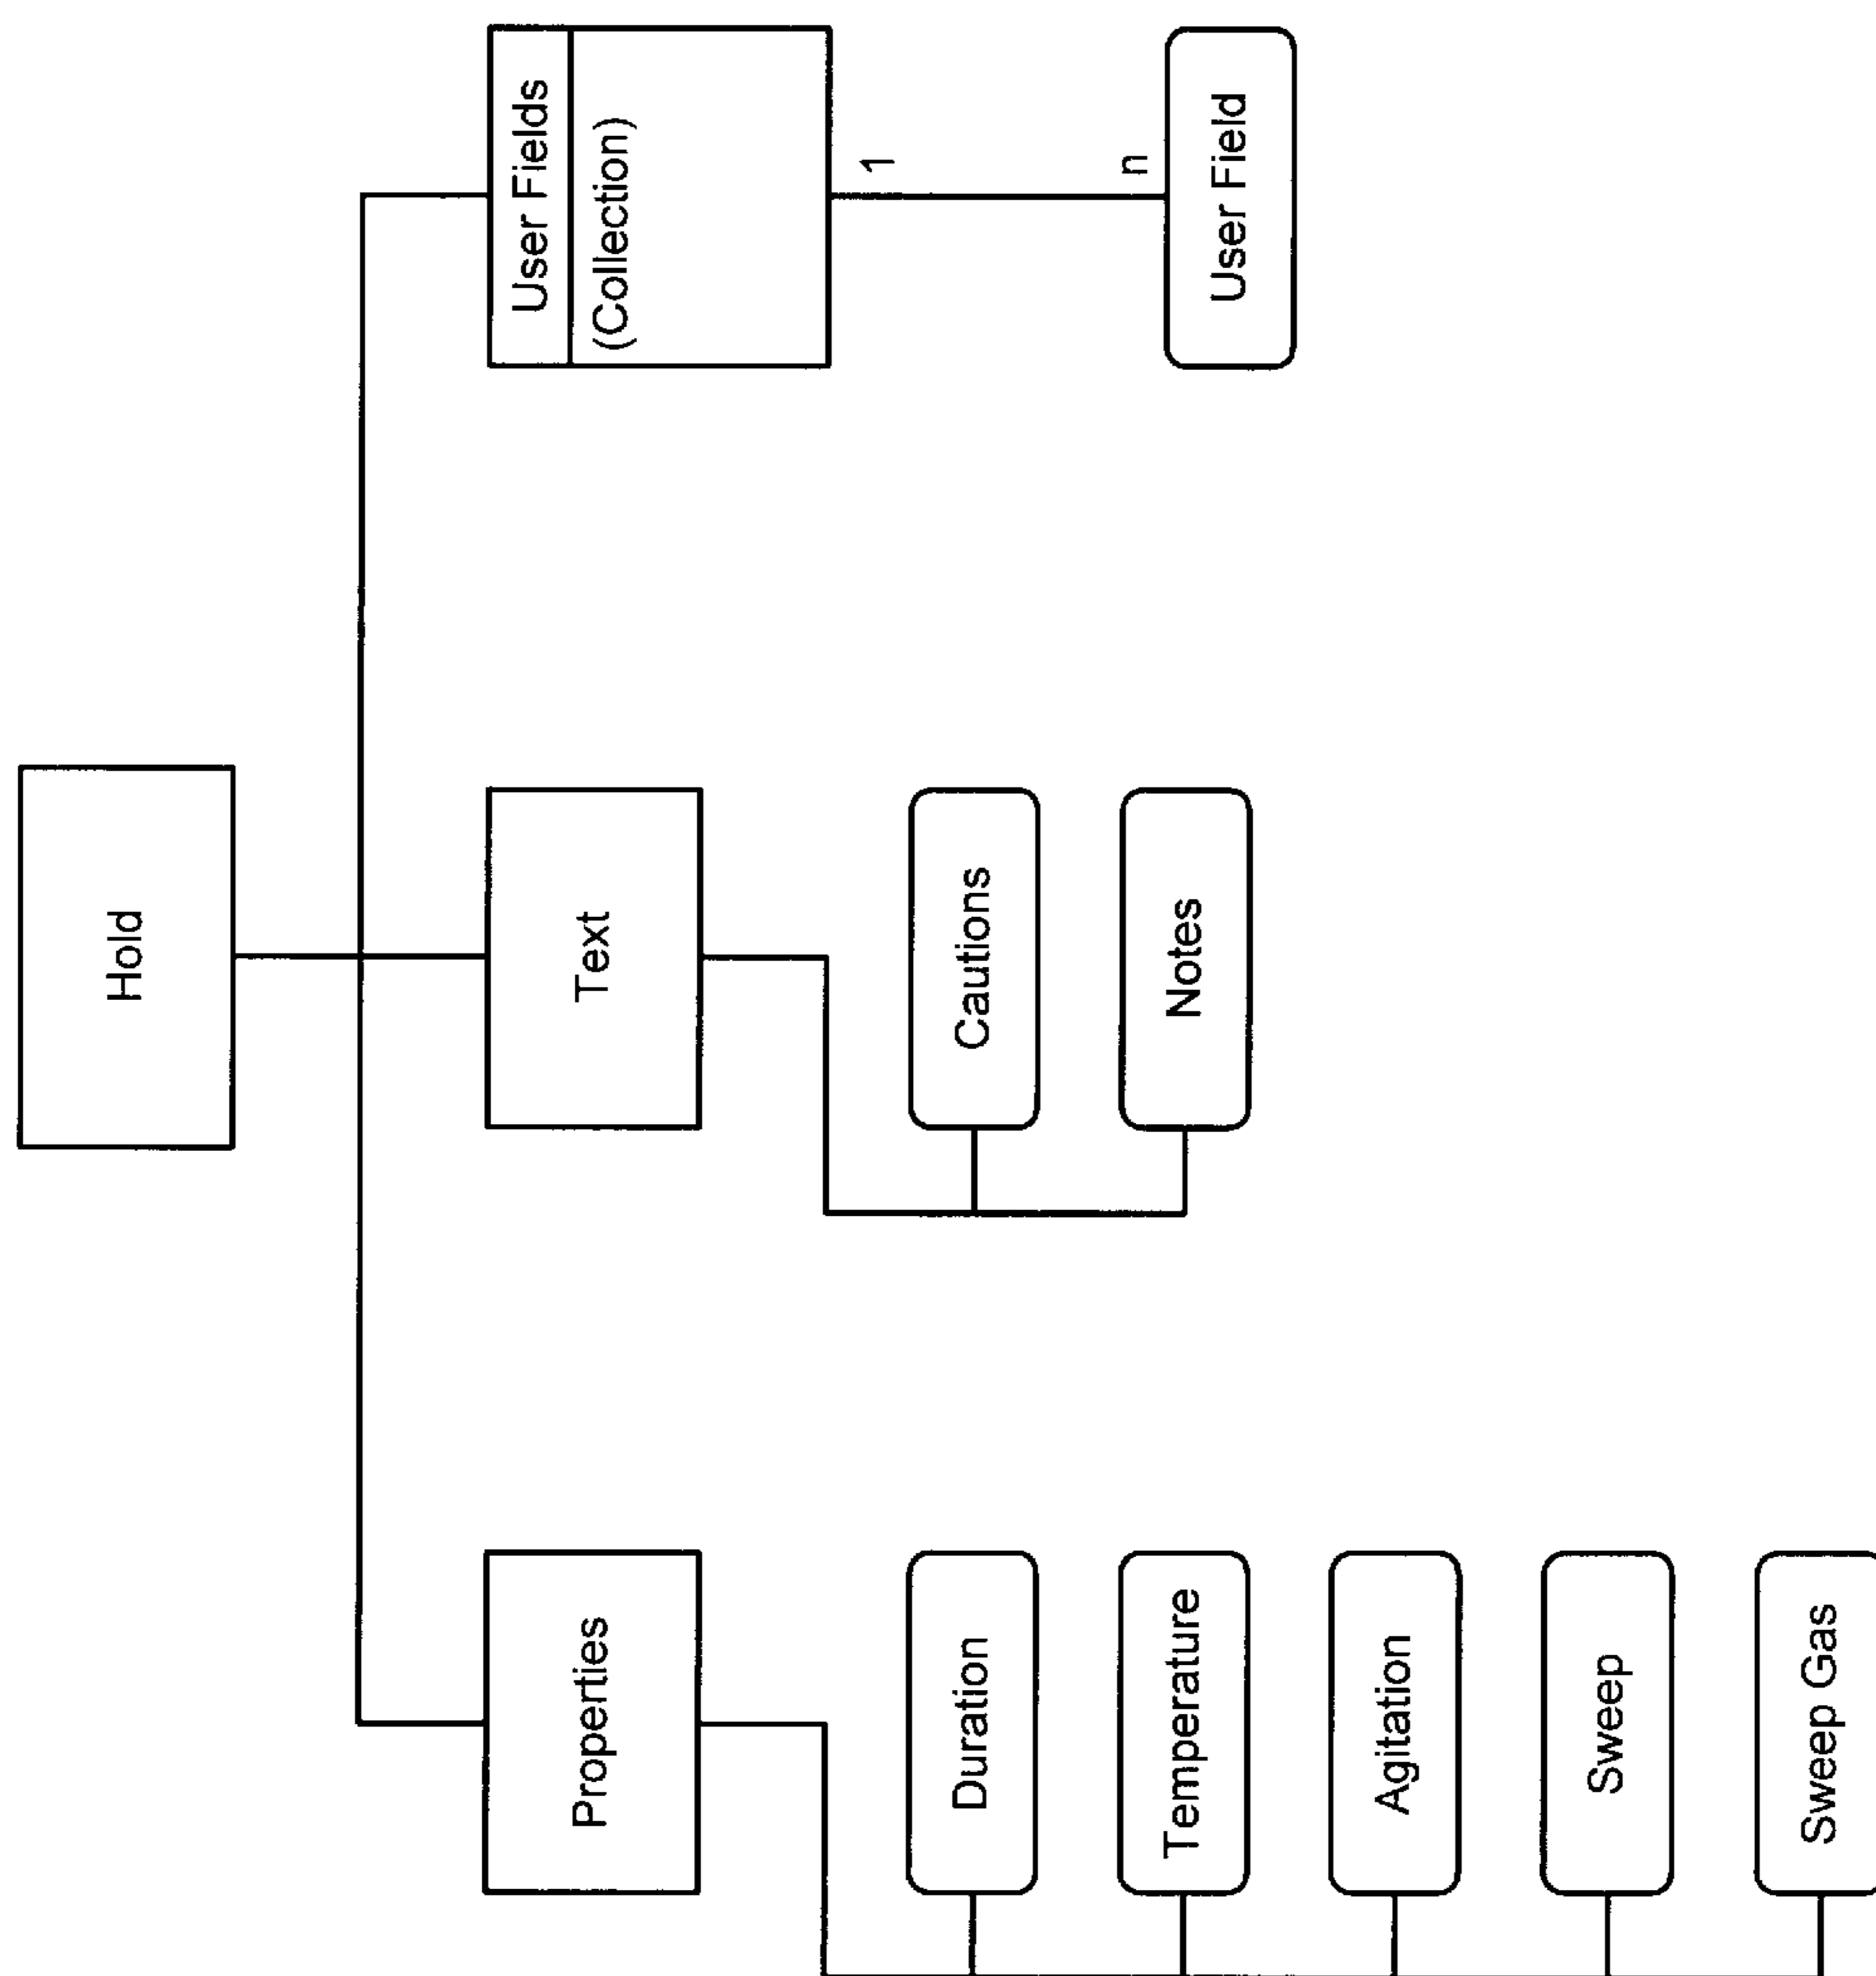 Hold
Properties
Duration
Temperature
Agitation
Sweep
Sweep Gas
Text
Cautions
Notes
User Fields
(Collection)
1
n
User Field